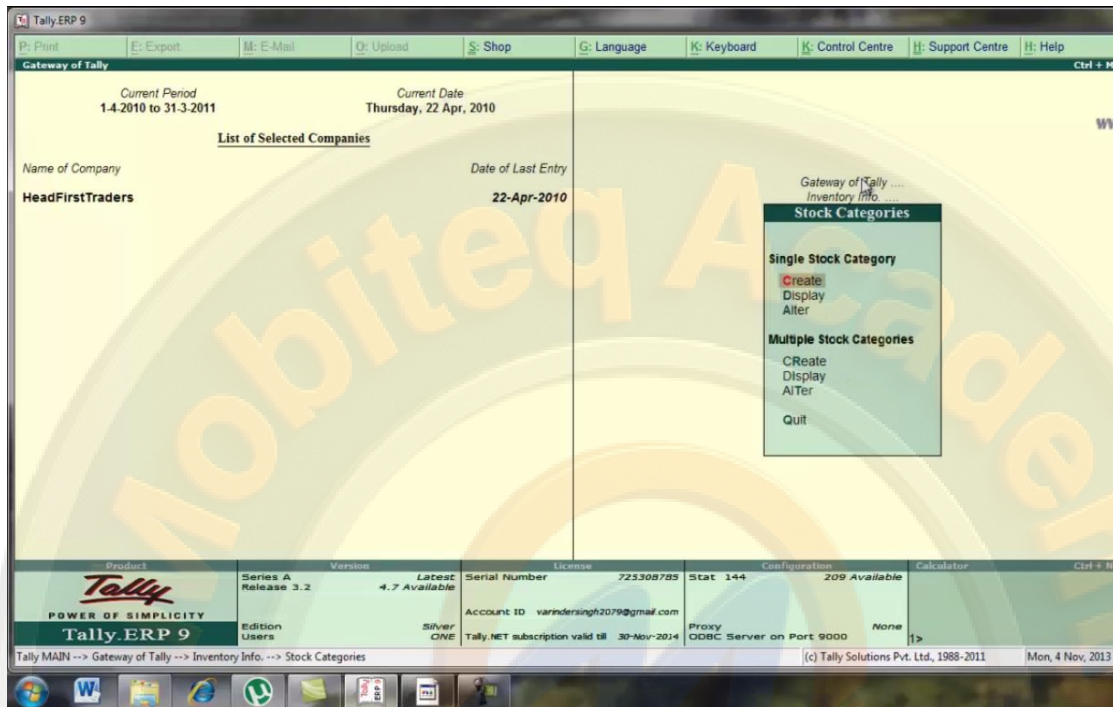 Tally.ERP 9
P: Print E: Export M: E-Mail O: Upload S: Shop G: Language K: Keyboard K: Control Centre H: Support Centre H: Help
Gateway of Tally Ctrl + M
Current Period Current Date
1-4-2010 to 31-3-2011 Thursday, 22 Apr, 2010
List of Selected Companies
Name of Company Date of Last Entry
HeadFirstTraders 22-Apr-2010
Gateway of Tally ....
Inventory Info. ....
Stock Categories
Single Stock Category
Create
Display
Alter
Multiple Stock Categories
CReate
DIsplay
AlTer
Quit
Mobiteq Academ
Product Version License Configuration Calculator Ctrl + N
Tally
POWER OF SIMPLICITY
Tally.ERP 9
Series A Latest
Release 3.2 4.7 Available
Edition Silver
Users ONE
Serial Number 725308785
Account ID varindersingh2079@gmail.com
Tally.NET subscription valid till 30-Nov-2014
Stat 144 209 Available
Proxy None
ODBC Server on Port 9000
1>
Tally MAIN --> Gateway of Tally --> Inventory Info. --> Stock Categories (c) Tally Solutions Pvt. Ltd., 1988-2011 Mon, 4 Nov, 2013